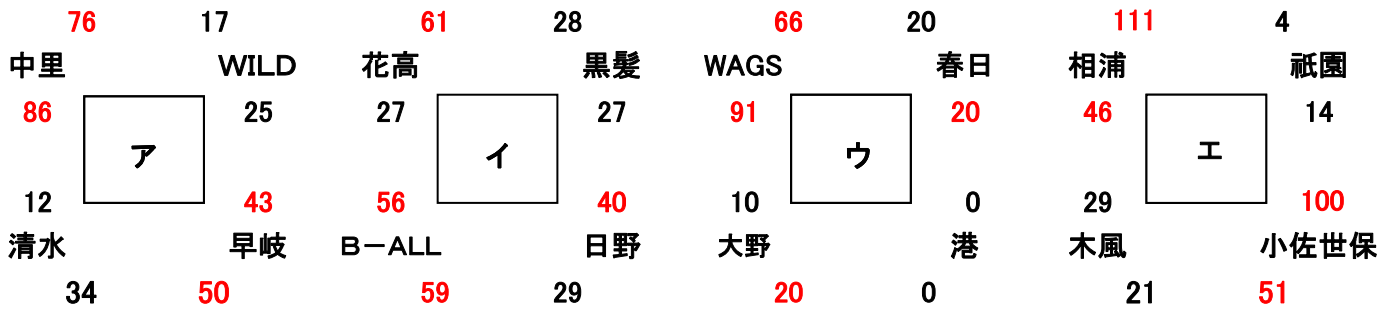 76 17 61 28 66 20 111 4
中里 WILD 花高 黒髪 WAGS 春日 相浦 祇園
86 25 27 27 91 20 46 14
ア イ ウ エ
12 43 56 40 10 0 29 100
清水 早岐 B－ALL 日野 大野 港 木風 小佐世保
34 50 59 29 20 0 21 51